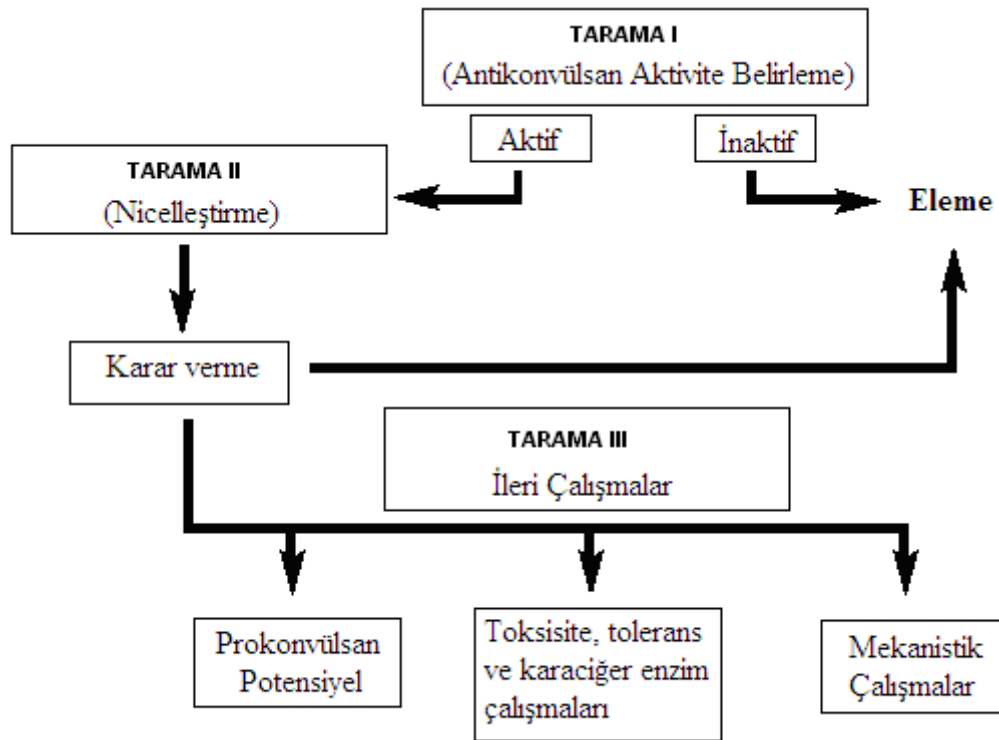 TARAMA I
(Antikonvülsan Aktivite Belirleme)
Aktif
İnaktif
TARAMA II
(Nicelleştirme)
Eleme
Karar verme
TARAMA III
İleri Çalışmalar
Prokonvülsan
Potensiyel
Toksisite, tolerans
ve karaciğer enzim
çalışmaları
Mekanistik
Çalışmalar